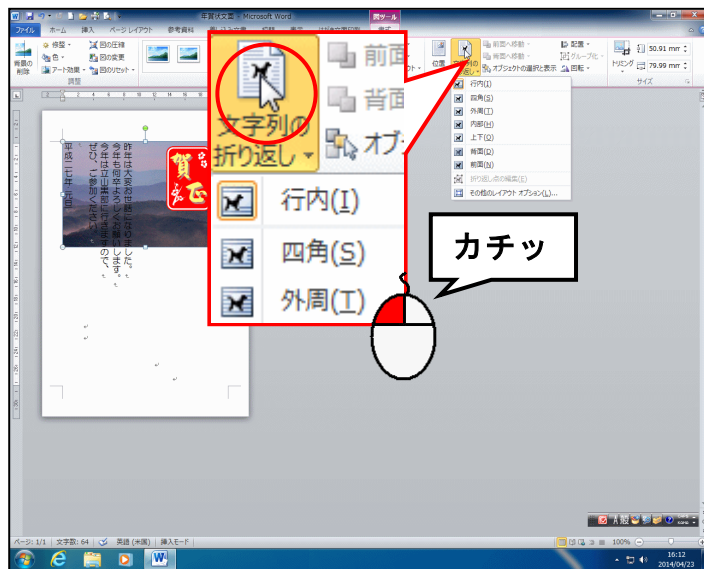 年賀状文面 - Microsoft Word
図ツール
ファイル
ホーム
挿入
ページ レイアウト
参考資料
書式
背景の
削除
修整
色
アート効果
図の圧縮
図の変更
図のリセット
調整
位置
文字列の
折り返し
前面へ移動
背面へ移動
オブジェクトの選択と表示
配置
グループ化
回転
トリミング
50.91 mm
79.99 mm
サイズ
行内(I)
四角(S)
外周(T)
内部(H)
上下(O)
背面(D)
前面(N)
折り返し点の編集(E)
その他のレイアウト オプション(L)...
文字列の
折り返し
前面
背面
オブ
行内(I)
四角(S)
外周(T)
カチッ
賀正
昨年は大変お世話になりました。
今年も何卒よろしくお願いします。
今年は立山黒部に行きますので、
ぜひ、ご参加ください。
平成二七年 元旦
ページ: 1/1
文字数: 64
英語 (米国)
挿入モード
100%
A 般
16:12
2014/04/23